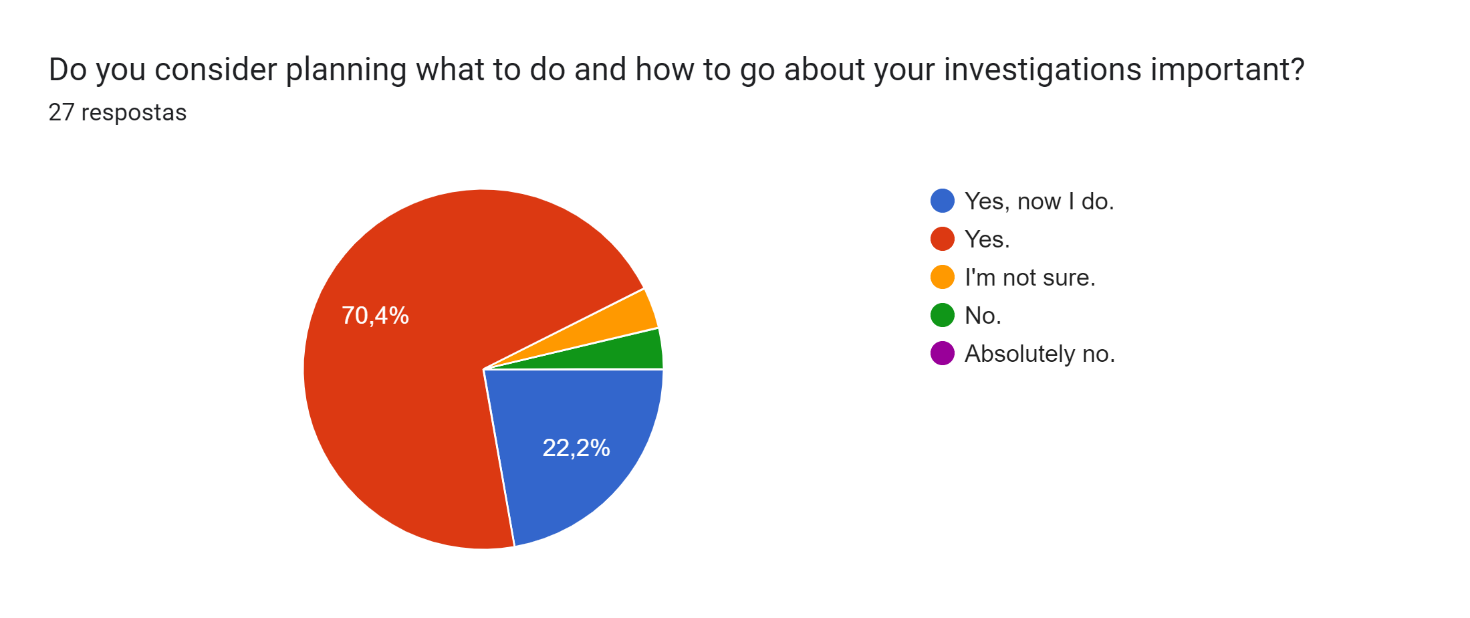 Do you consider planning what to do and how to go about your investigations important?
27 respostas
70,4%
22,2%
Yes, now I do.
Yes.
I'm not sure.
No.
Absolutely no.